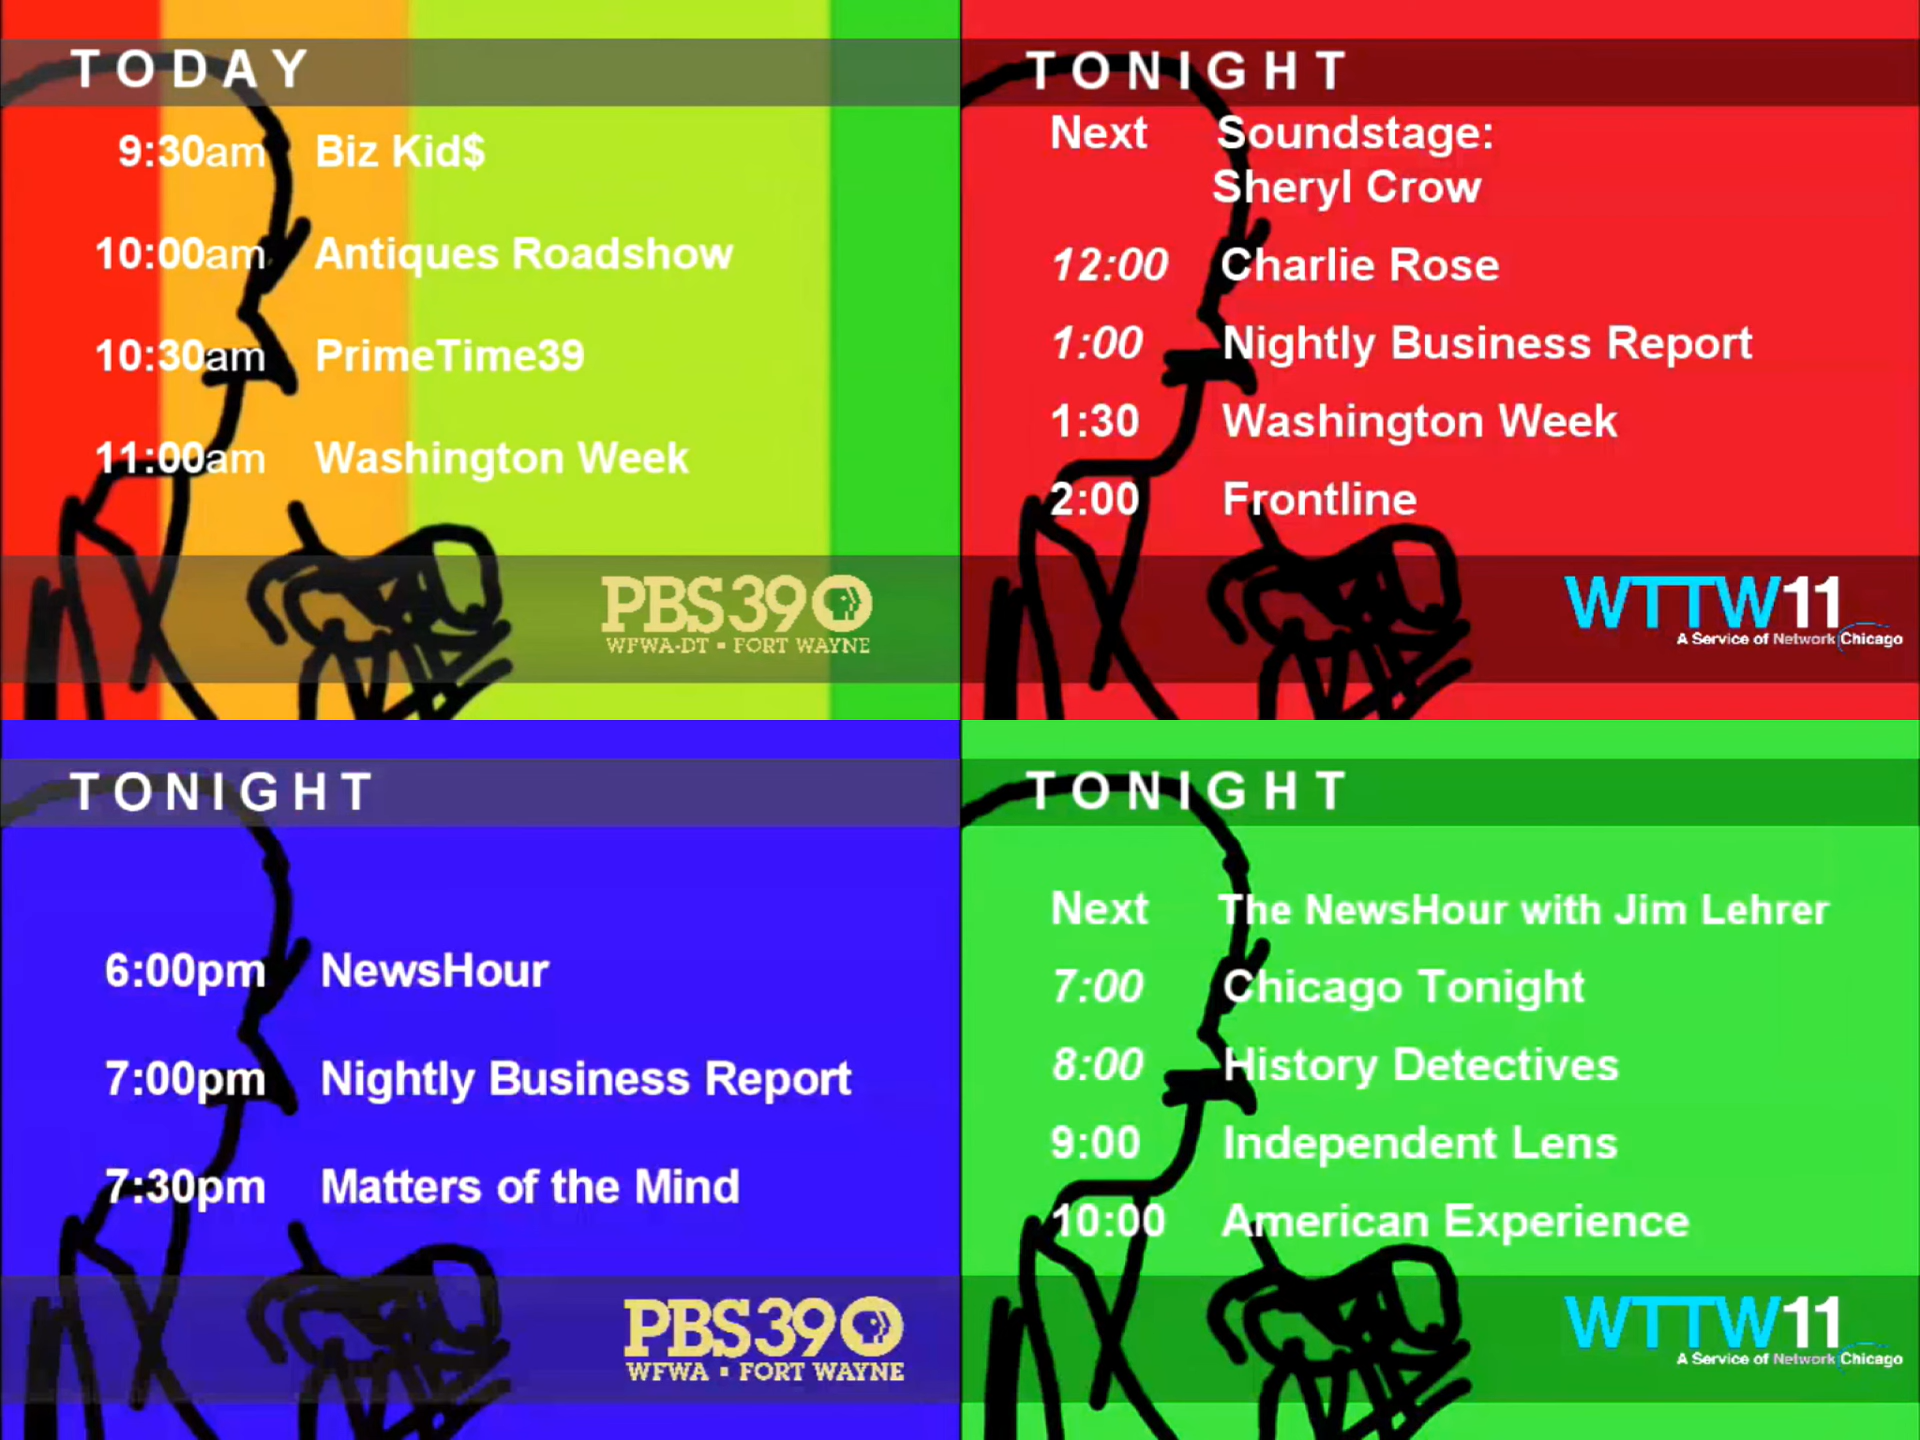 TODAY
9:30am Biz Kid$
10:00am Antiques Roadshow
10:30am PrimeTime39
11:00am Washington Week
PBS 39
WFWA-DT ▪ FORT WAYNE
TONIGHT
Next Soundstage:
Sheryl Crow
12:00 Charlie Rose
1:00 Nightly Business Report
1:30 Washington Week
2:00 Frontline
WTTW11
A Service of Network Chicago
TONIGHT
6:00pm NewsHour
7:00pm Nightly Business Report
7:30pm Matters of the Mind
PBS 39
WFWA ▪ FORT WAYNE
TONIGHT
Next The NewsHour with Jim Lehrer
7:00 Chicago Tonight
8:00 History Detectives
9:00 Independent Lens
10:00 American Experience
WTTW11
A Service of Network Chicago